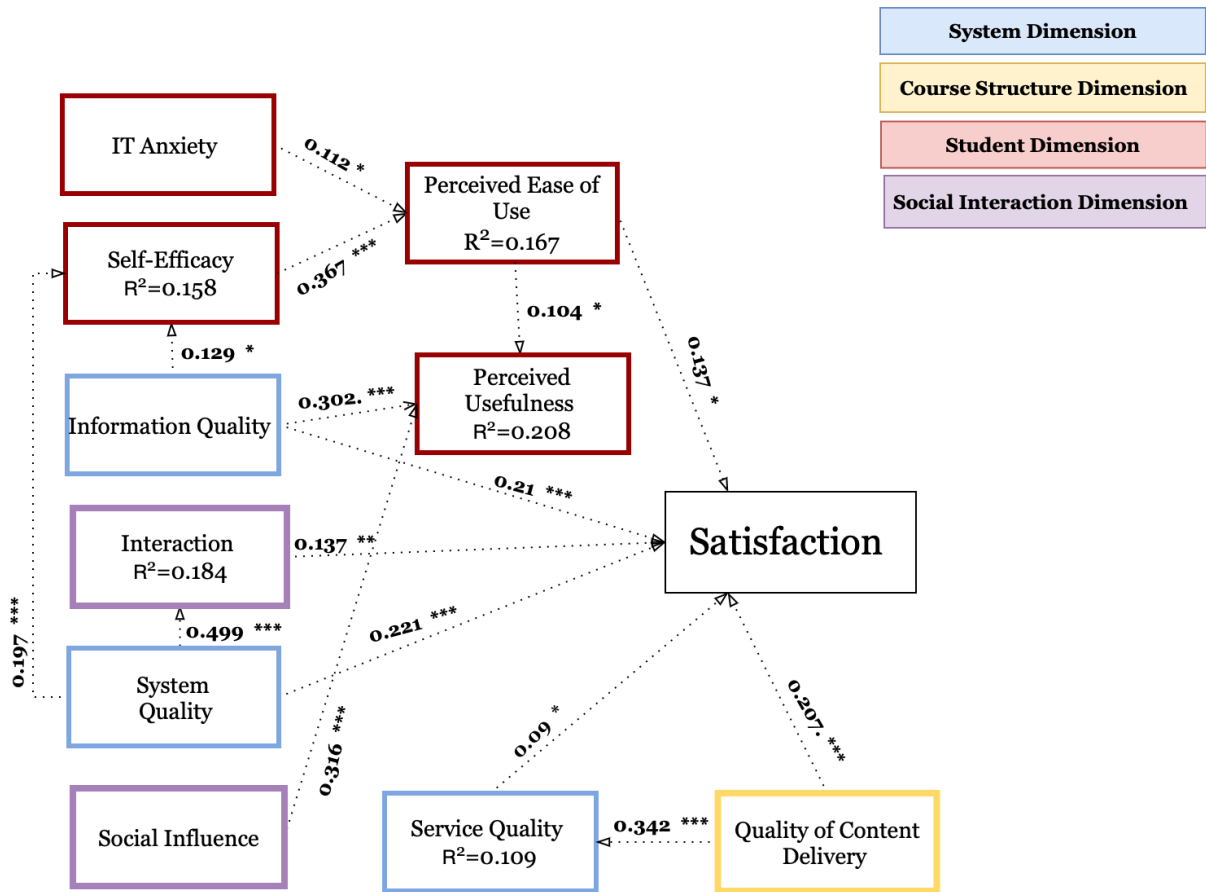 System Dimension
Course Structure Dimension
Student Dimension
Social Interaction Dimension
IT Anxiety
0.112 *
Perceived Ease of
Use
R²=0.167
Self-Efficacy
R²=0.158
0.367 ***
0.104 *
0.129 *
0.137 *
Information Quality
0.302. ***
Perceived
Usefulness
R²=0.208
0.21 ***
Interaction
R²=0.184
0.137 **
Satisfaction
0.197 ***
0.499 ***
0.221 ***
System
Quality
0.316 ***
0.09 *
0.207. ***
Social Influence
Service Quality
R²=0.109
0.342 ***
Quality of Content
Delivery